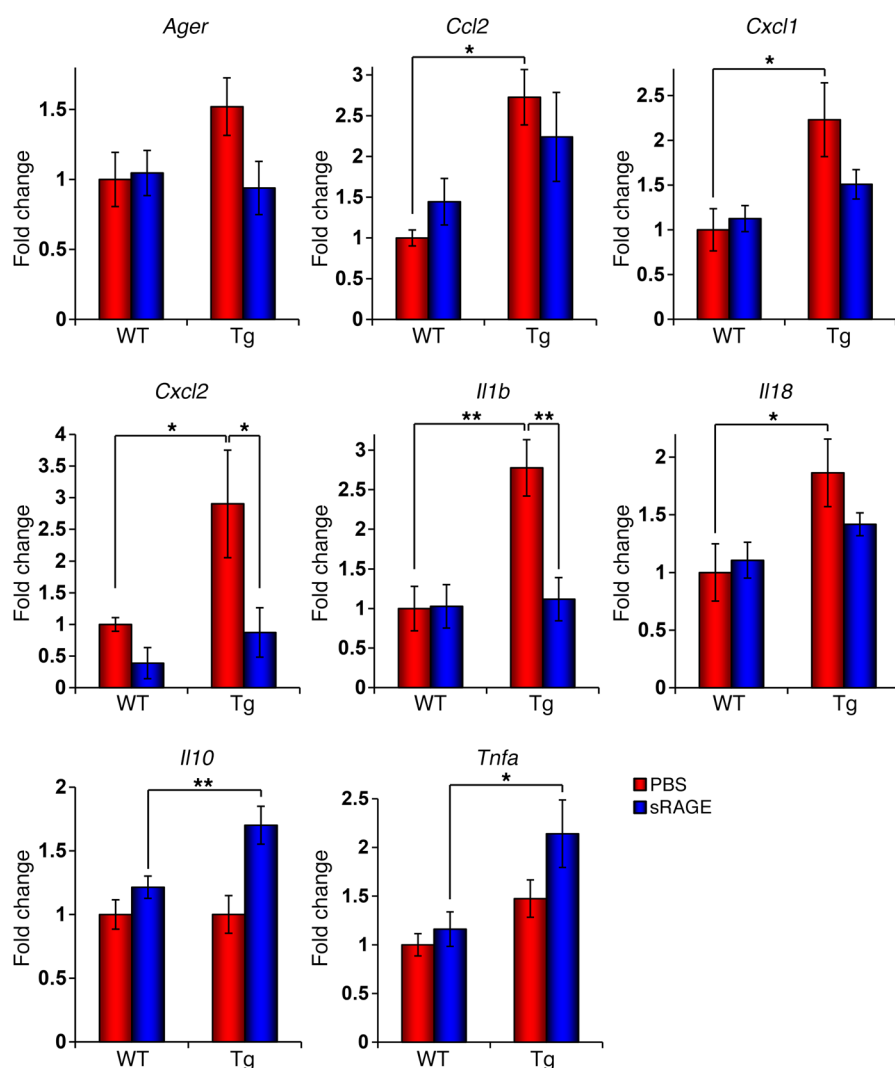 Ager
Fold change
1.5
1
0.5
0
WT
Tg
Ccl2
*
Fold change
3
2.5
2
1.5
1
0.5
0
WT
Tg
Cxcl1
*
Fold change
2.5
2
1.5
1
0.5
0
WT
Tg
Cxcl2
*
*
Fold change
4
3.5
3
2.5
2
1.5
1
0.5
0
WT
Tg
Il1b
**
**
Fold change
3
2.5
2
1.5
1
0.5
0
WT
Tg
Il18
*
Fold change
2
1.5
1
0.5
0
WT
Tg
Il10
**
Fold change
2
1.5
1
0.5
0
WT
Tg
Tnfa
*
Fold change
2.5
2
1.5
1
0.5
0
WT
Tg
PBS
sRAGE